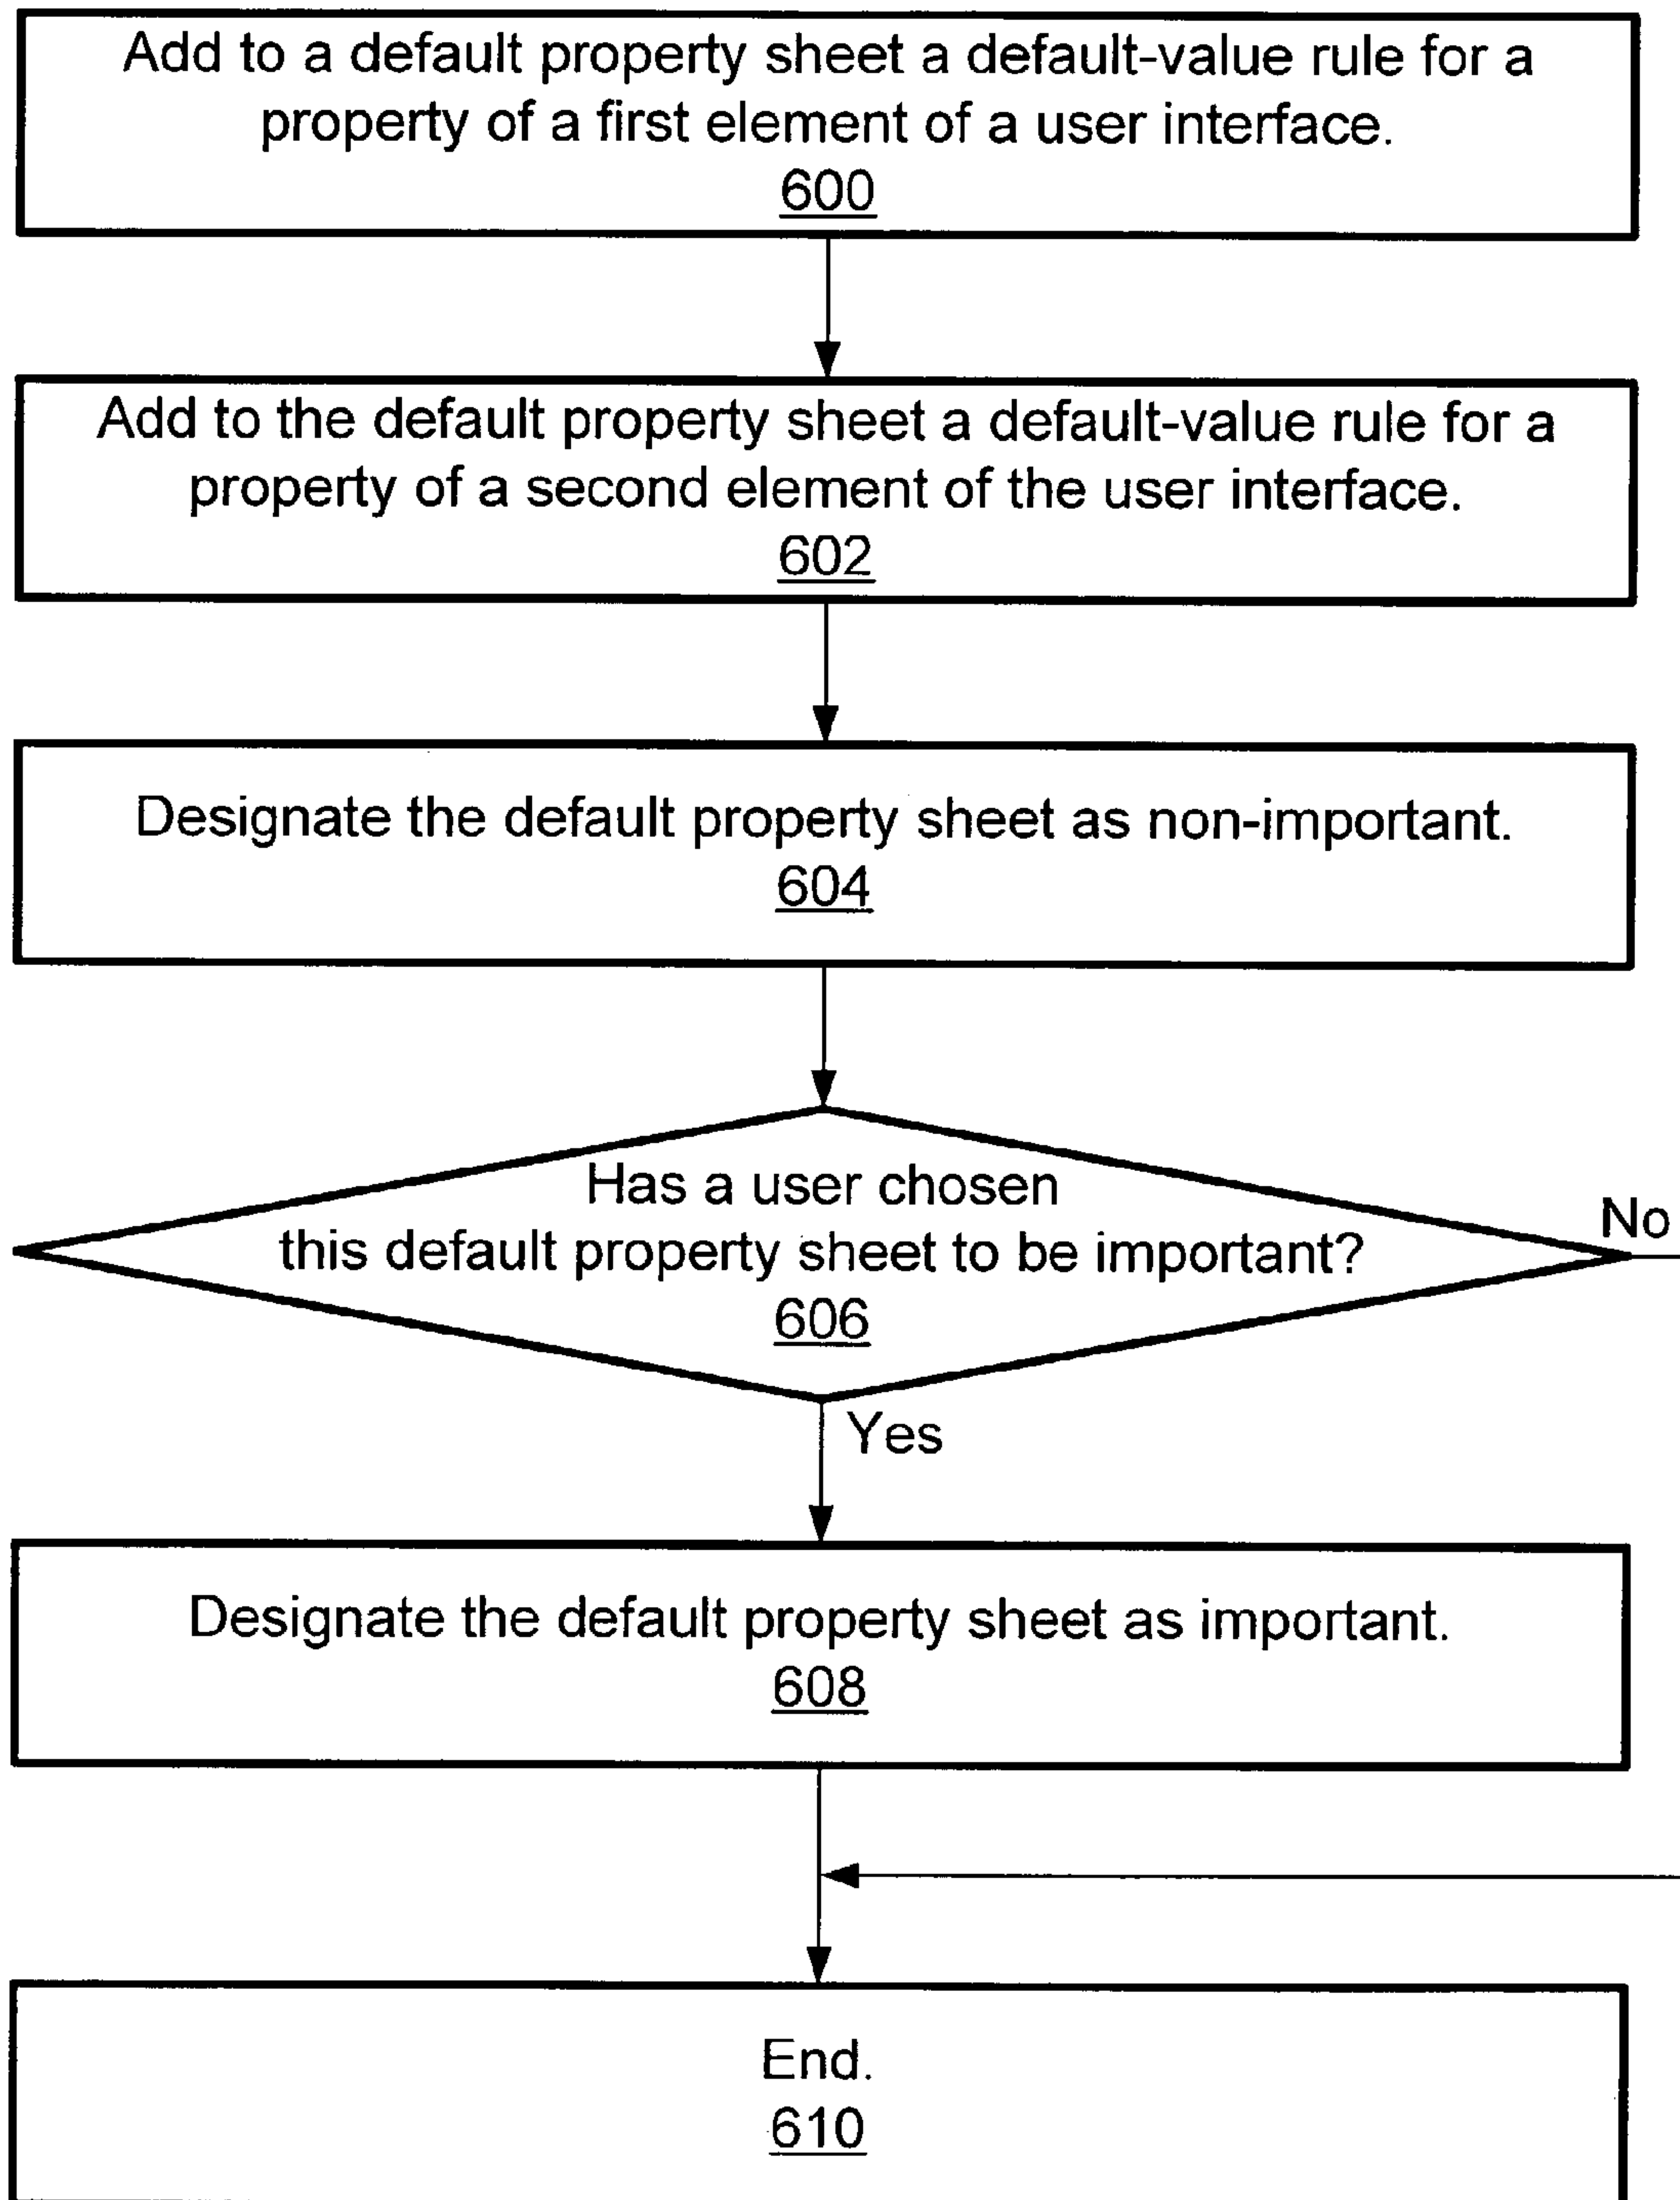 Add to a default property sheet a default-value rule for a
property of a first element of a user interface.
600
Add to the default property sheet a default-value rule for a
property of a second element of the user interface.
602
Designate the default property sheet as non-important.
604
Has a user chosen
this default property sheet to be important?
606
No
Yes
Designate the default property sheet as important.
608
End.
610